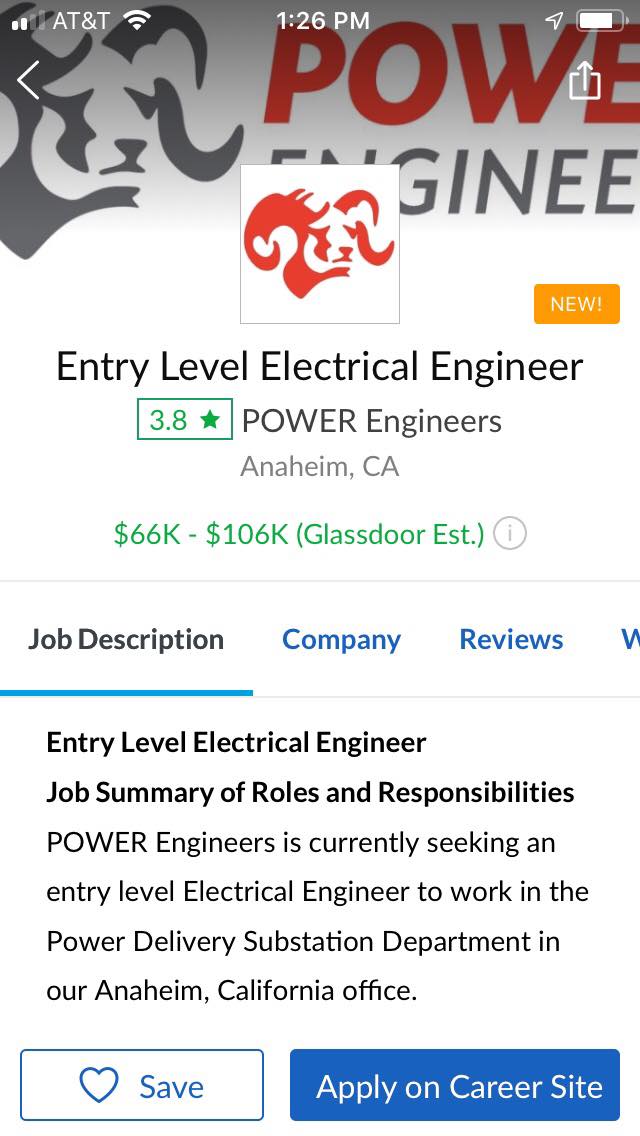 AT&T 1:26 PM
POWE
ENGINEE
NEW!
Entry Level Electrical Engineer
3.8 ★ POWER Engineers
Anaheim, CA
$66K - $106K (Glassdoor Est.) i
Job Description Company Reviews W
Entry Level Electrical Engineer
Job Summary of Roles and Responsibilities
POWER Engineers is currently seeking an
entry level Electrical Engineer to work in the
Power Delivery Substation Department in
our Anaheim, California office.
Save Apply on Career Site